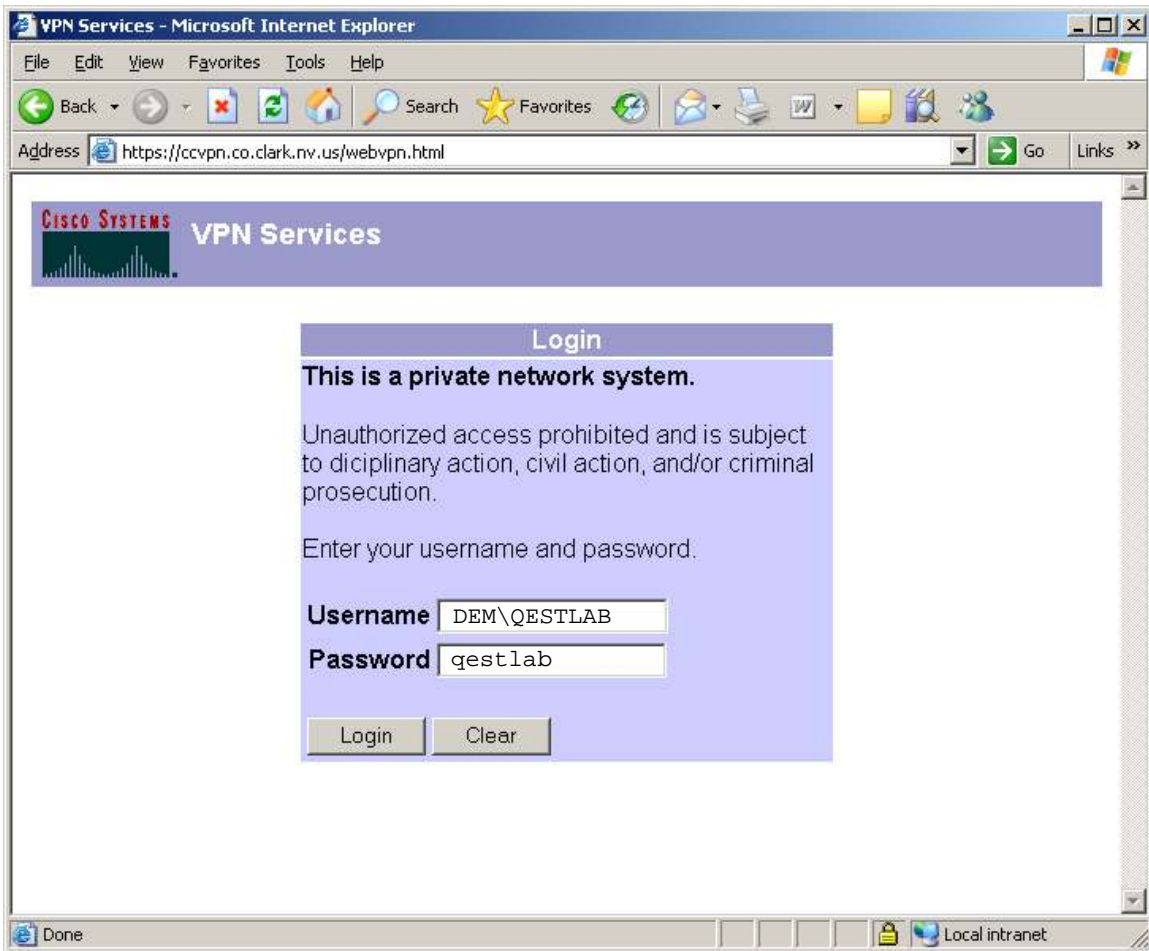 VPN Services - Microsoft Internet Explorer
File Edit View Favorites Tools Help
Back Search Favorites
Address https://ccvpn.co.clark.nv.us/webvpn.html Go Links »
CISCO SYSTEMS
VPN Services
Login
This is a private network system.
Unauthorized access prohibited and is subject
to diciplinary action, civil action, and/or criminal
prosecution.
Enter your username and password.
Username DEM\QESTLAB
Password qestlab
Login Clear
Done Local intranet